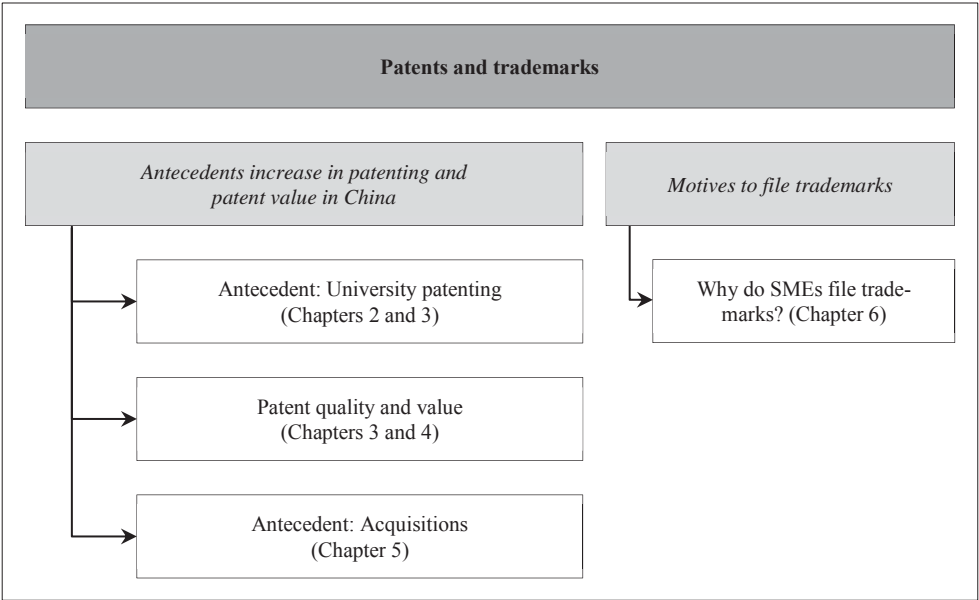 Patents and trademarks
Antecedents increase in patenting and
patent value in China
Antecedent: University patenting
(Chapters 2 and 3)
Patent quality and value
(Chapters 3 and 4)
Antecedent: Acquisitions
(Chapter 5)
Motives to file trademarks
Why do SMEs file trade-
marks? (Chapter 6)